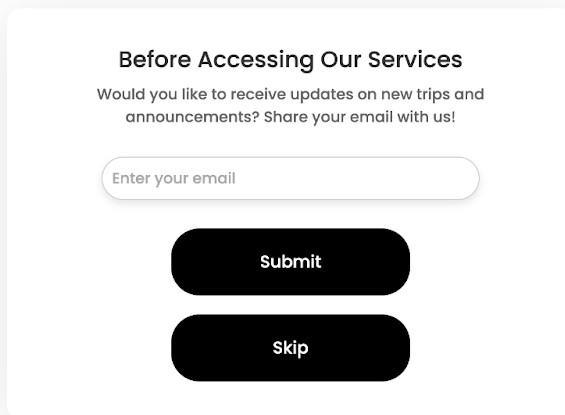 Before Accessing Our Services
Would you like to receive updates on new trips and
announcements? Share your email with us!
Enter your email
Submit
Skip